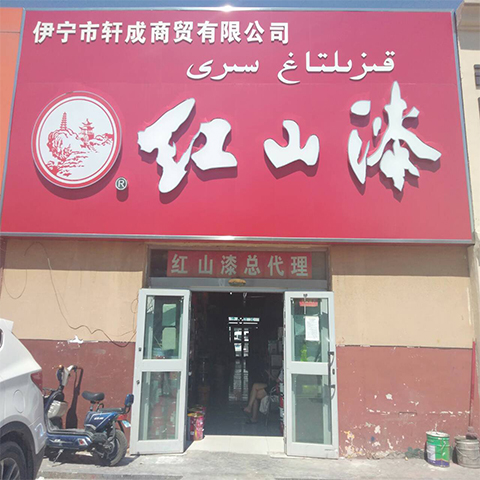 伊宁市轩成商贸有限公司
قىزىلتاغ سىرى
红山漆
®
红山漆总代理